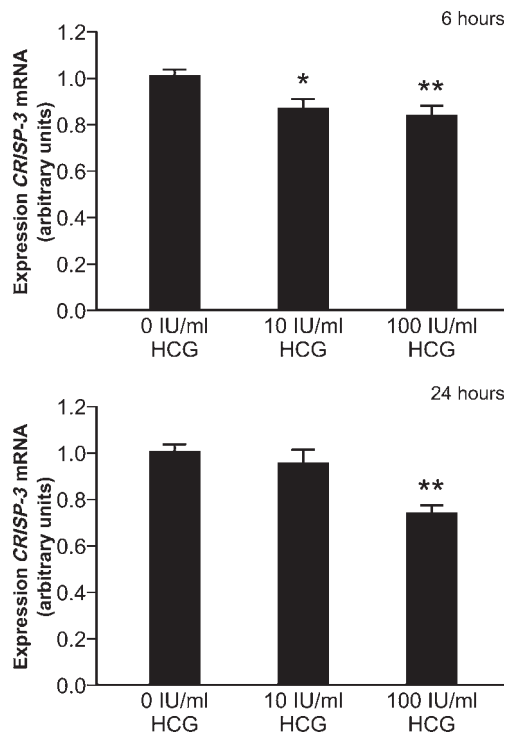 6 hours
Expression CRISP-3 mRNA
(arbitrary units)
1.2
1.0
0.8
0.6
0.4
0.2
0.0
*
**
0 IU/ml 10 IU/ml 100 IU/ml
HCG HCG HCG
24 hours
Expression CRISP-3 mRNA
(arbitrary units)
1.2
1.0
0.8
0.6
0.4
0.2
0.0
**
0 IU/ml 10 IU/ml 100 IU/ml
HCG HCG HCG